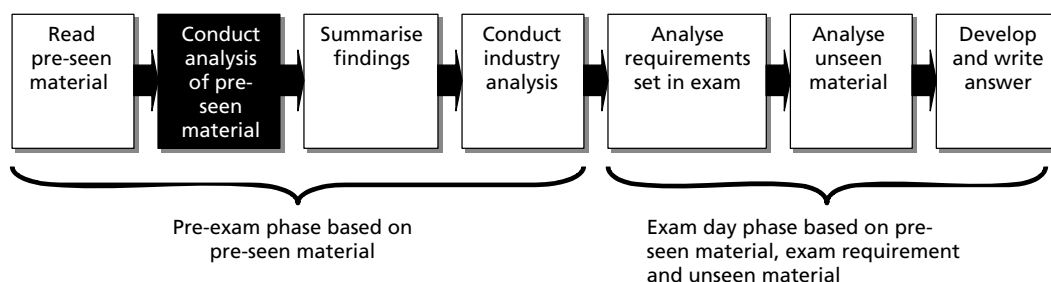 Read
pre-seen
material
Conduct
analysis
of pre-
seen
material
Summarise
findings
Conduct
industry
analysis
Analyse
requirements
set in exam
Analyse
unseen
material
Develop
and write
answer
Pre-exam phase based on
pre-seen material
Exam day phase based on pre-
seen material, exam requirement
and unseen material